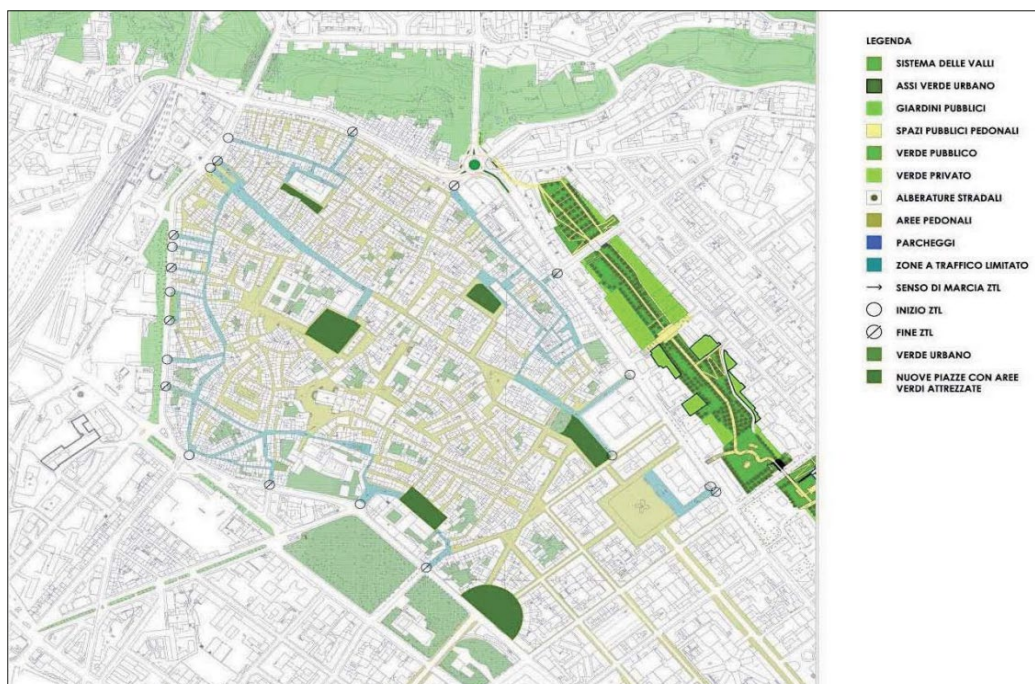 LEGENDA
SISTEMA DELLE VALLI
ASSI VERDE URBANO
GIARDINI PUBBLICI
SPAZI PUBBLICI PEDONALI
VERDE PUBBLICO
VERDE PRIVATO
ALBERATURE STRADALI
AREE PEDONALI
PARCHEGGI
ZONE A TRAFFICO LIMITATO
SENSO DI MARCIA ZTL
INIZIO ZTL
FINE ZTL
VERDE URBANO
NUOVE PIAZZE CON AREE
VERDI ATTREZZATE